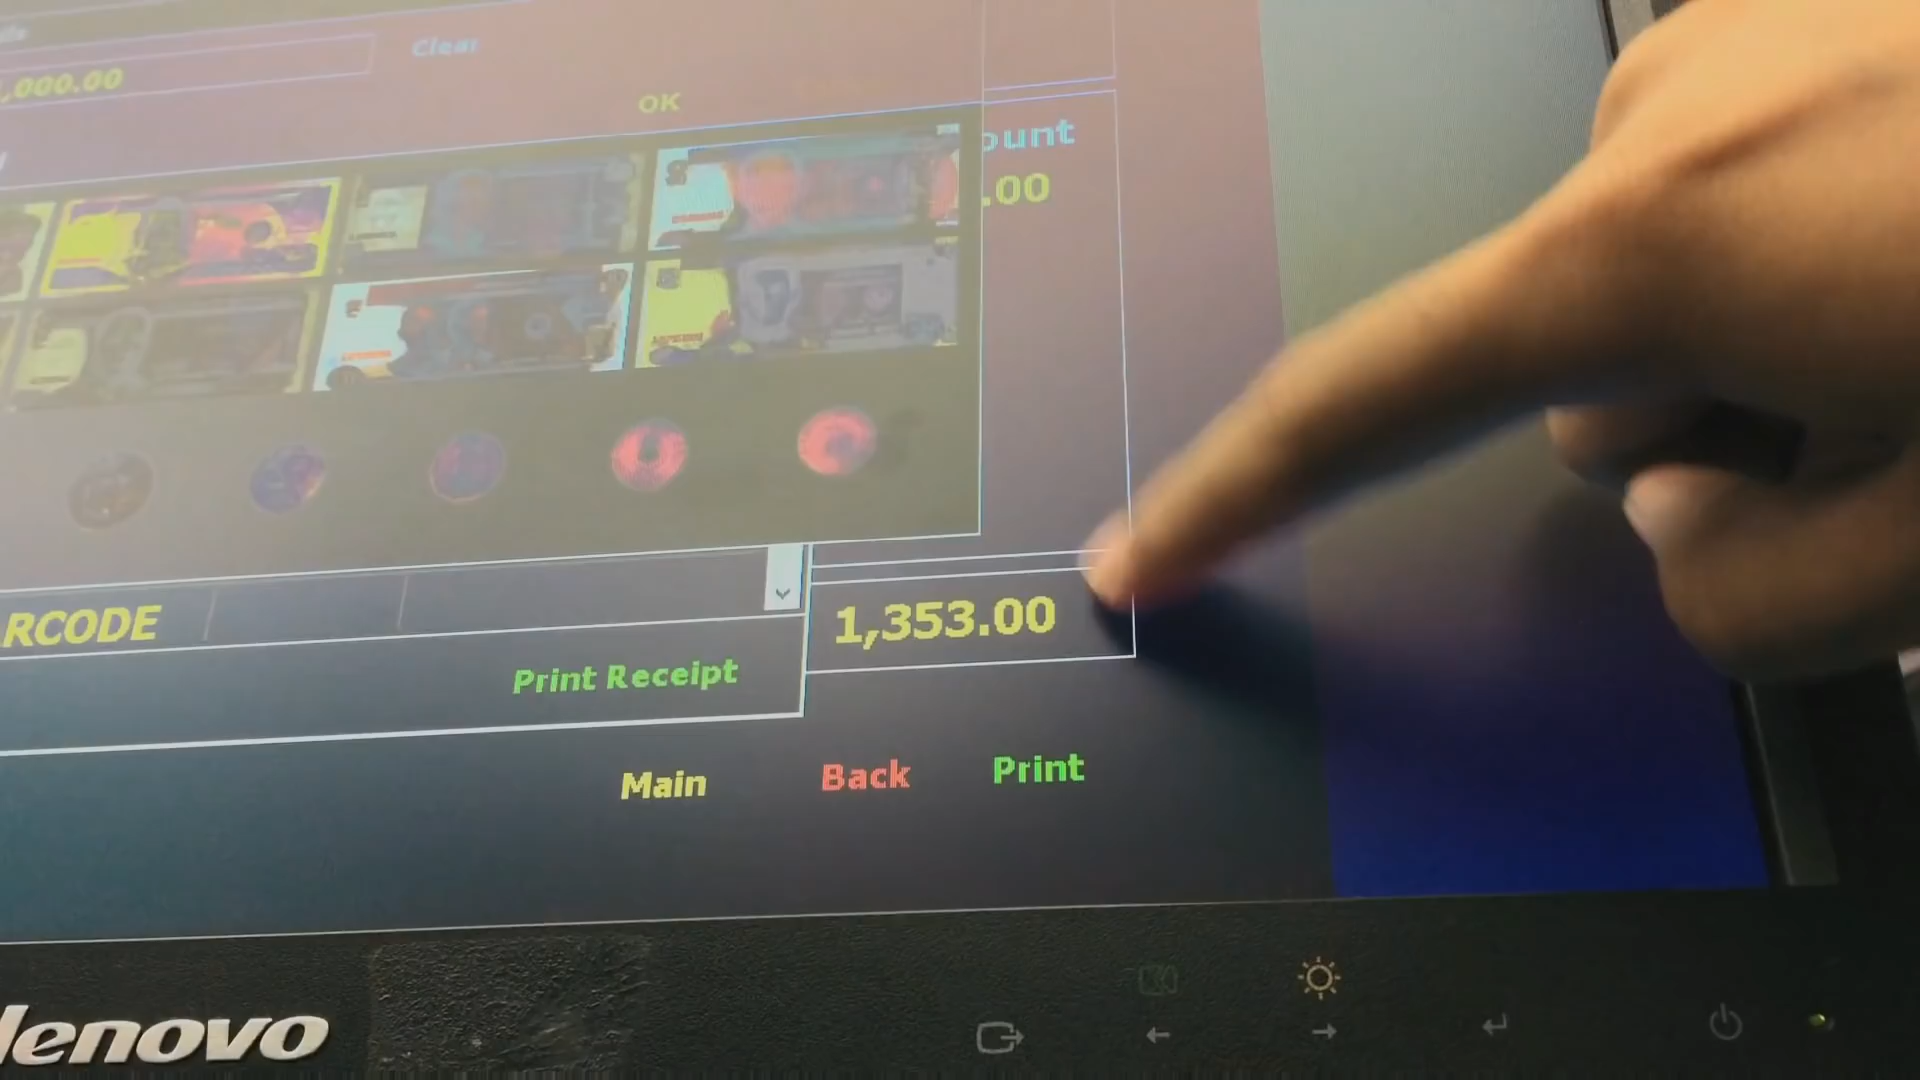 Clear
,000.00
OK
ount
.00
RCODE
1,353.00
Print Receipt
Main
Back
Print
lenovo